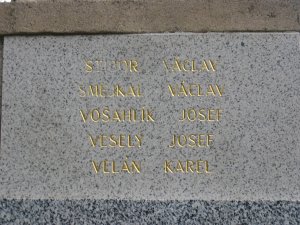 VÁCLAV
SMEJKAL VÁCLAV
VOŠAHLÍK JOSEF
VESELÝ JOSEF
VELÁN KAREL